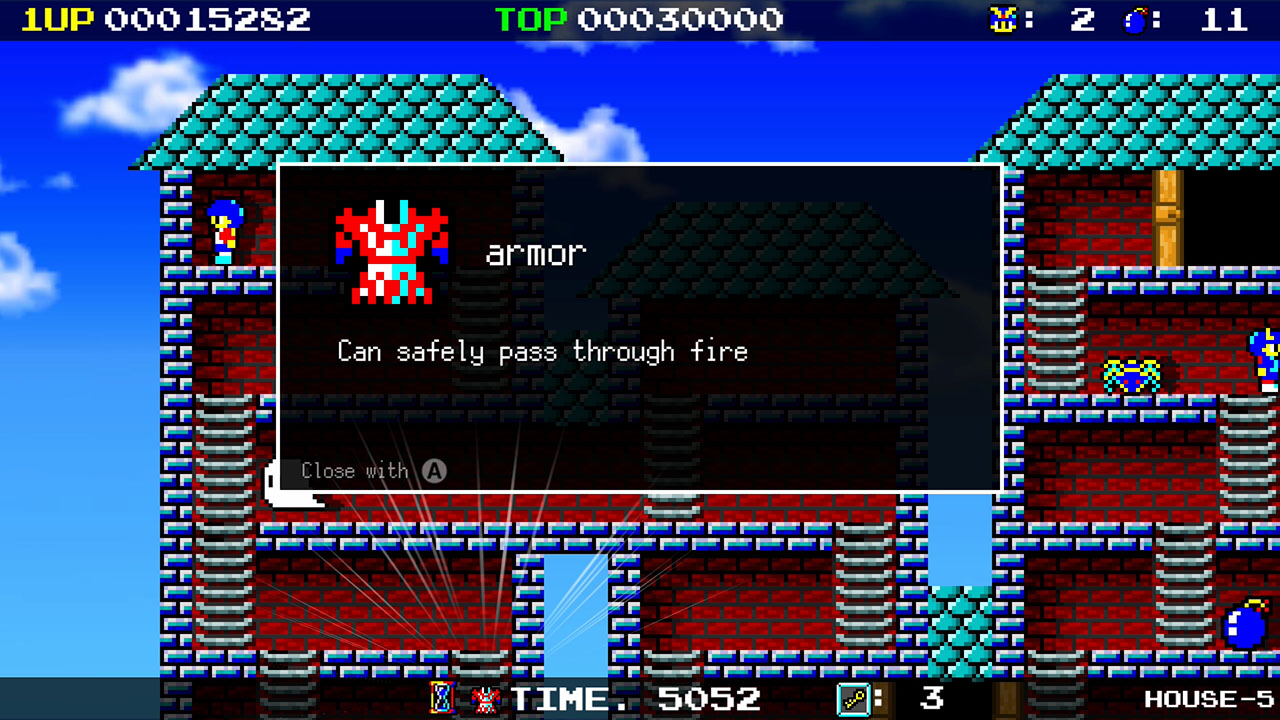 1UP 00015282 TOP 00030000 : 2 : 11
armor
Can safely pass through fire
Close with A
TIME. 5052 : 3 HOUSE-5